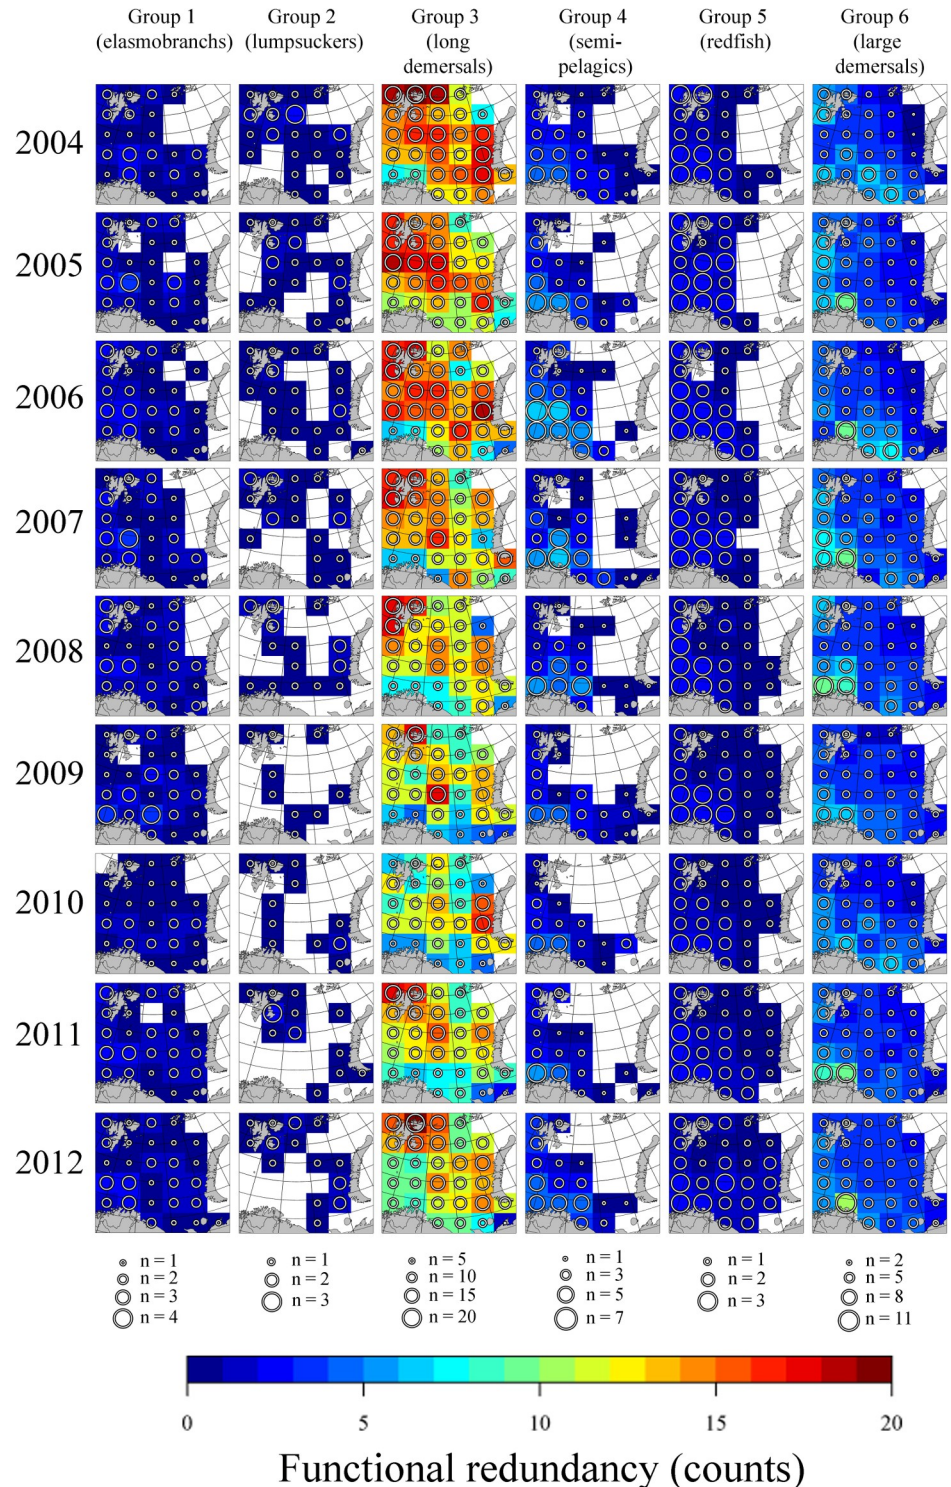 Group 1
(elasmobranchs)
Group 2
(lumpsuckers)
Group 3
(long
demersals)
Group 4
(semi-
pelagics)
Group 5
(redfish)
Group 6
(large
demersals)
2004
2005
2006
2007
2008
2009
2010
2011
2012
n = 1
n = 2
n = 3
n = 4
n = 1
n = 2
n = 3
n = 5
n = 10
n = 15
n = 20
n = 1
n = 3
n = 5
n = 7
n = 1
n = 2
n = 3
n = 2
n = 5
n = 8
n = 11
0
5
10
15
20
Functional redundancy (counts)